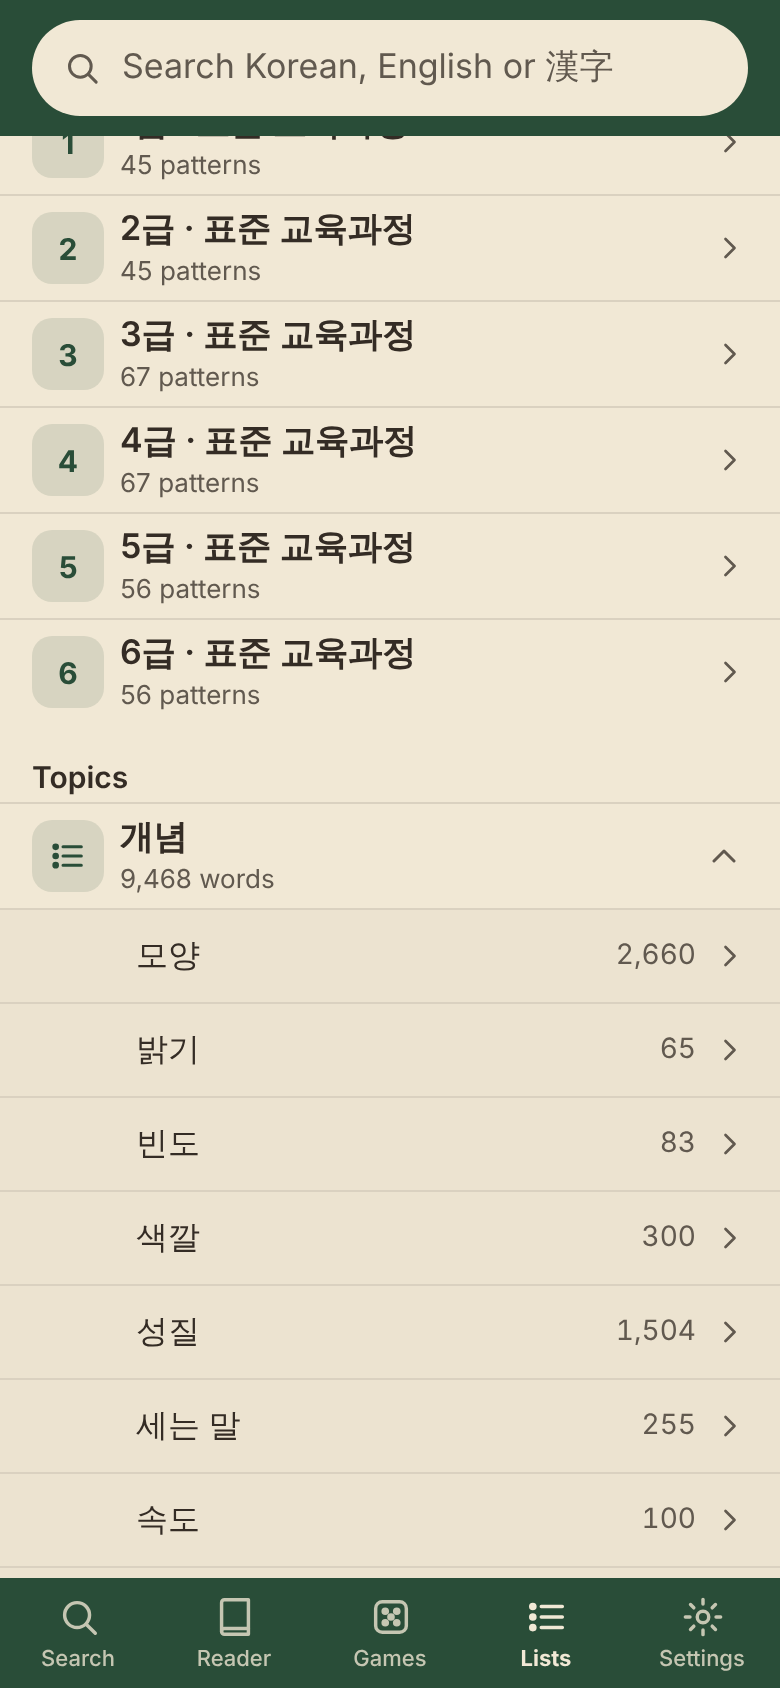 Search Korean, English or 漢字
1
45 patterns
2
2급 · 표준 교육과정
45 patterns
3
3급 · 표준 교육과정
67 patterns
4
4급 · 표준 교육과정
67 patterns
5
5급 · 표준 교육과정
56 patterns
6
6급 · 표준 교육과정
56 patterns
Topics
개념
9,468 words
모양 2,660
밝기 65
빈도 83
색깔 300
성질 1,504
세는 말 255
속도 100
Search Reader Games Lists Settings